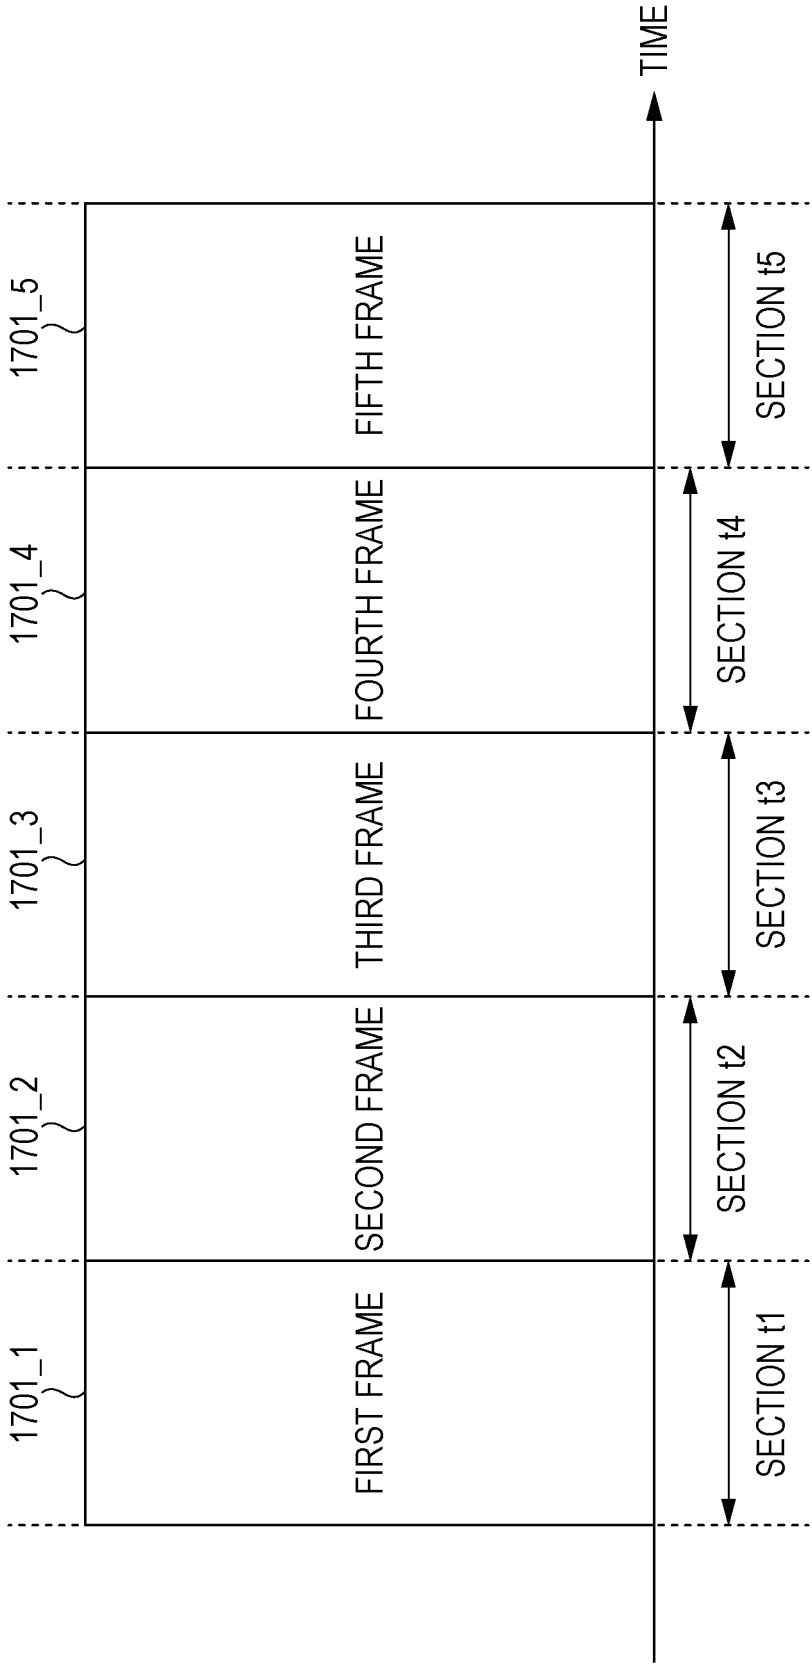 1701_1
1701_2
1701_3
1701_4
1701_5
FIRST FRAME
SECOND FRAME
THIRD FRAME
FOURTH FRAME
FIFTH FRAME
TIME
SECTION t1
SECTION t2
SECTION t3
SECTION t4
SECTION t5